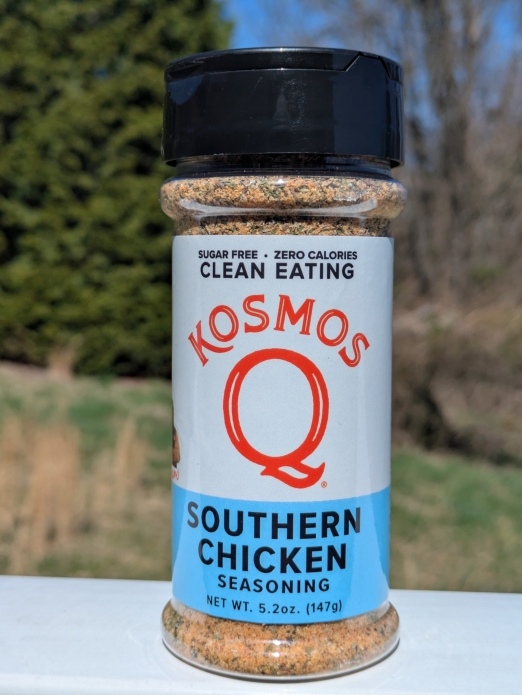 SUGAR FREE • ZERO CALORIES
CLEAN EATING
KOSMOS
Q®
SOUTHERN
CHICKEN
SEASONING
NET WT. 5.2oz. (147g)